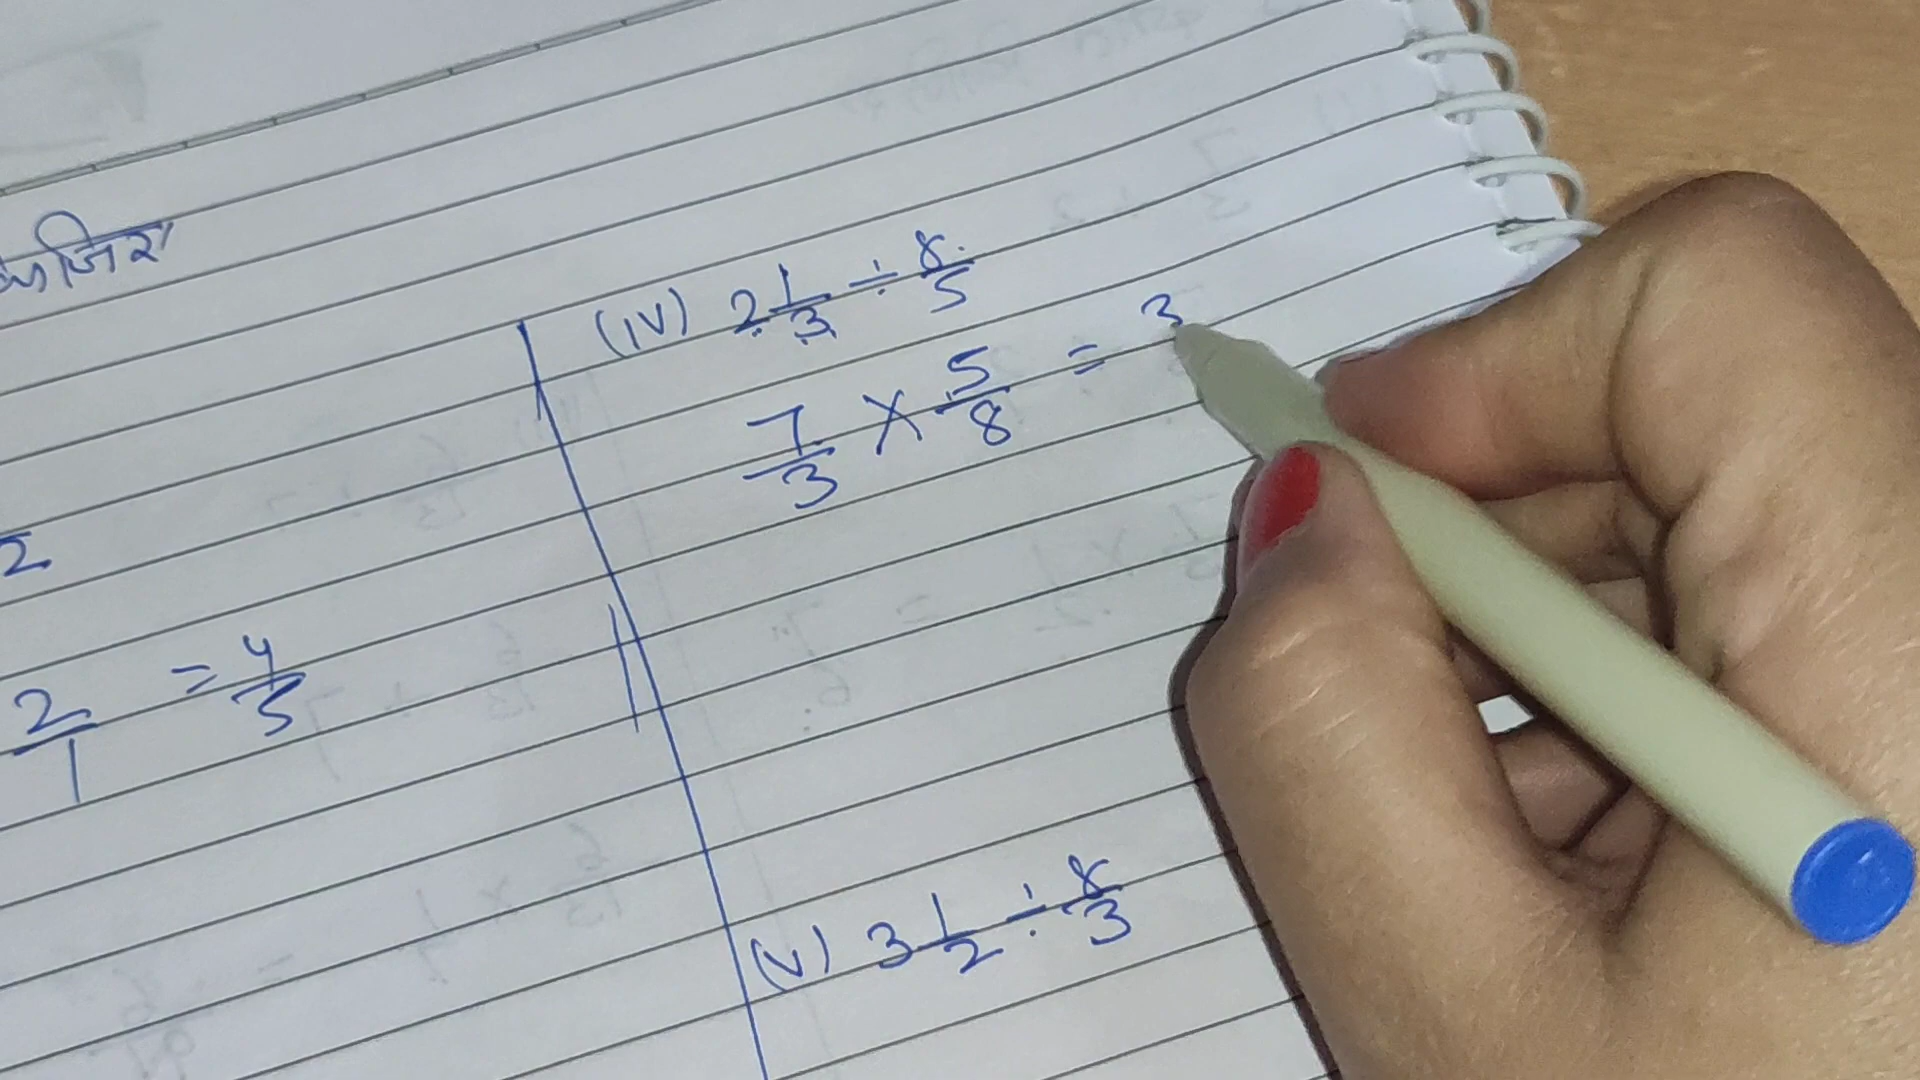 (iv) 2 1/3 ÷ 8/5
7/3 × 5/8 = 3
2
2/1 = 4/3
(v) 3 1/2 ÷ 8/3